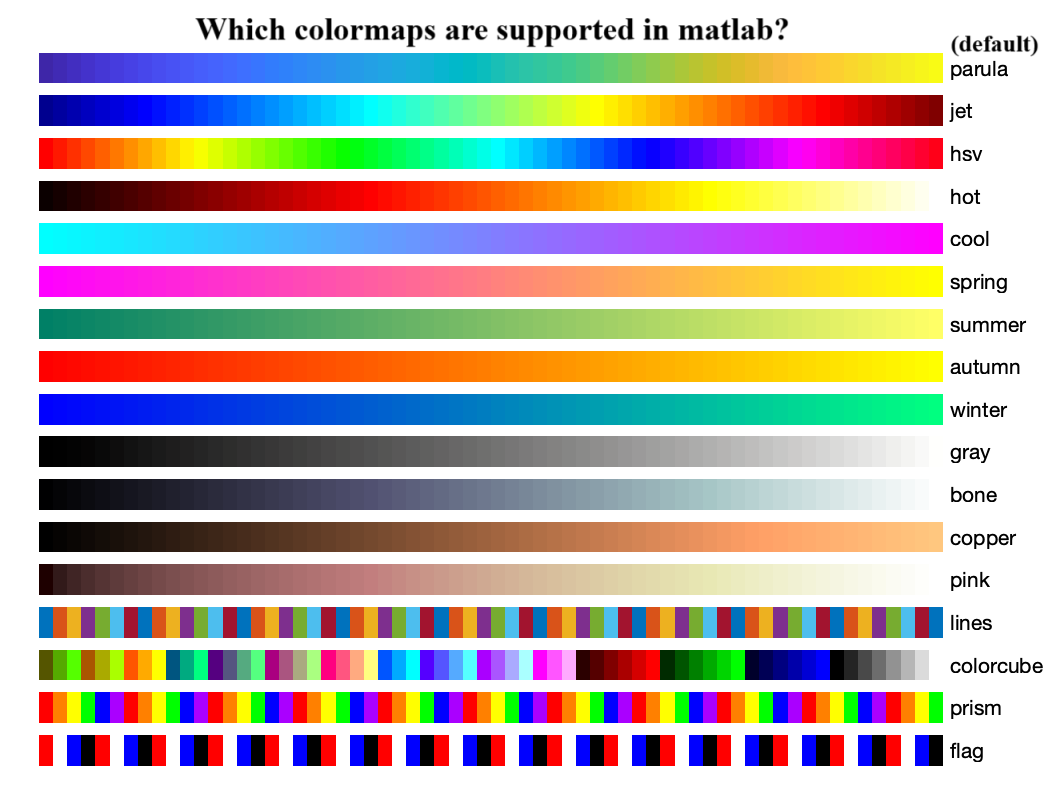 Which colormaps are supported in matlab?
(default)
parula
jet
hsv
hot
cool
spring
summer
autumn
winter
gray
bone
copper
pink
lines
colorcube
prism
flag